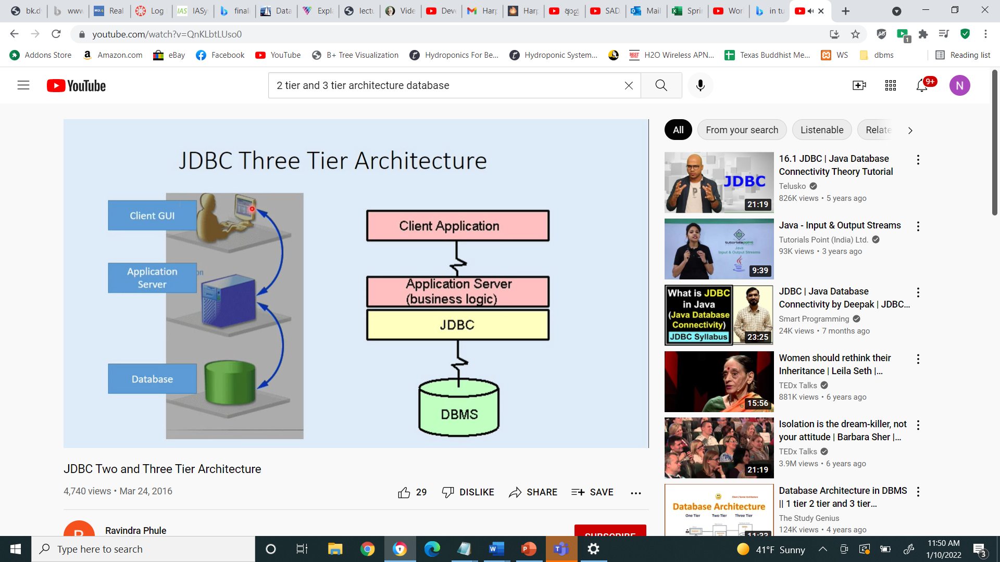 bk.d
www
Real
Log
IASy
final
Data
Expla
lectu
Vide
Deve
Harp
Harp
SAD
Mail
Sprin
Won
in tu
youtube.com/watch?v=QnKLbtLUso0
1
Addons Store
Amazon.com
eBay
Facebook
YouTube
B+ Tree Visualization
Hydroponics For Be...
Hydroponic System...
H2O Wireless APN...
Texas Buddhist Me...
WS
dbms
Reading list
YouTube
2 tier and 3 tier architecture database
9+
N
JDBC Three Tier Architecture
Client GUI
Application
Server
on
Database
Client Application
Application Server
(business logic)
JDBC
DBMS
JDBC Two and Three Tier Architecture
4,740 views • Mar 24, 2016
29
DISLIKE
SHARE
SAVE
Ravindra Phule
SUBSCRIBE
All
From your search
Listenable
Relate
JDBC
21:19
16.1 JDBC | Java Database
Connectivity Theory Tutorial
Telusko
826K views • 5 years ago
tutorialspoint
Java
Input & Output Streams
9:39
Java - Input & Output Streams
Tutorials Point (India) Ltd.
93K views • 3 years ago
What is JDBC
in Java
(Java Database
Connectivity)
JDBC Syllabus
23:25
JDBC | Java Database
Connectivity by Deepak | JDBC...
Smart Programming
24K views • 7 months ago
15:56
Women should rethink their
Inheritance | Leila Seth |...
TEDx Talks
881K views • 6 years ago
21:19
Isolation is the dream-killer, not
your attitude | Barbara Sher |...
TEDx Talks
3.9M views • 6 years ago
Database Architecture
One Tier
Two Tier
Three Tier
11:33
Database Architecture in DBMS
|| 1 tier 2 tier and 3 tier...
The Study Genius
124K views • 4 years ago
Type here to search
41°F Sunny
11:50 AM
1/10/2022
3